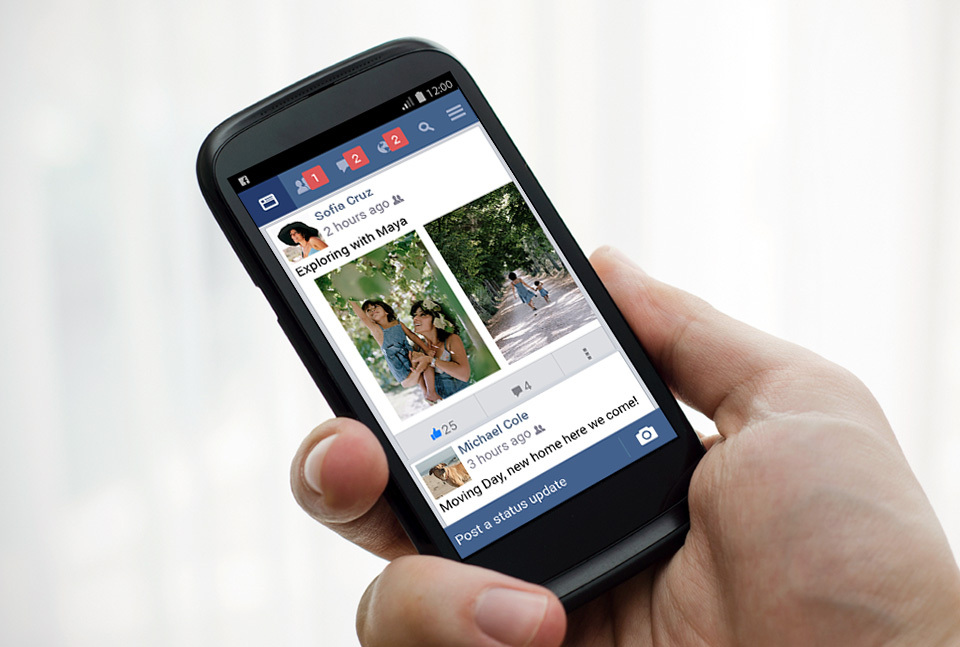 12:00
1
2
2
Sofia Cruz
2 hours ago
Exploring with Maya
25
4
Michael Cole
3 hours ago
Moving Day, new home here we come!
Post a status update